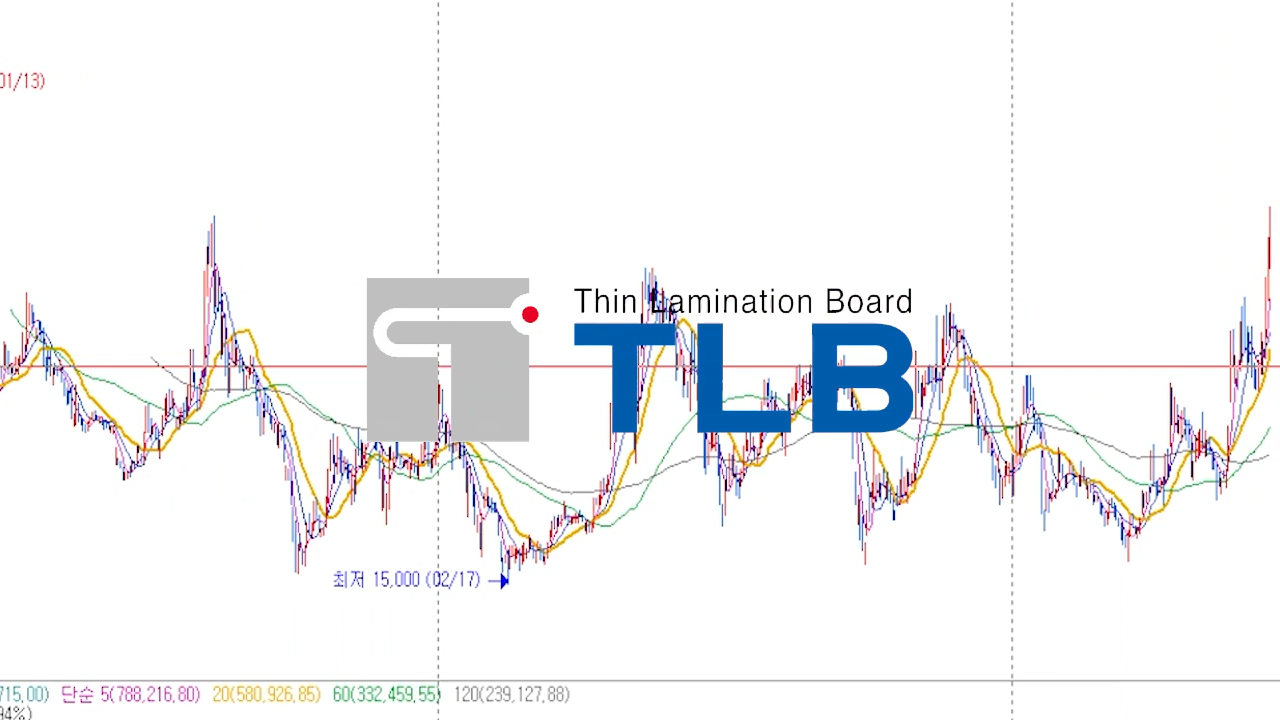 01/13)
Thin Lamination Board
TLB
최저 15,000 (02/17)
715,00) 단순 5(788,216,80) 20(580,926,85) 60(332,459,55) 120(239,127,88)
94%)